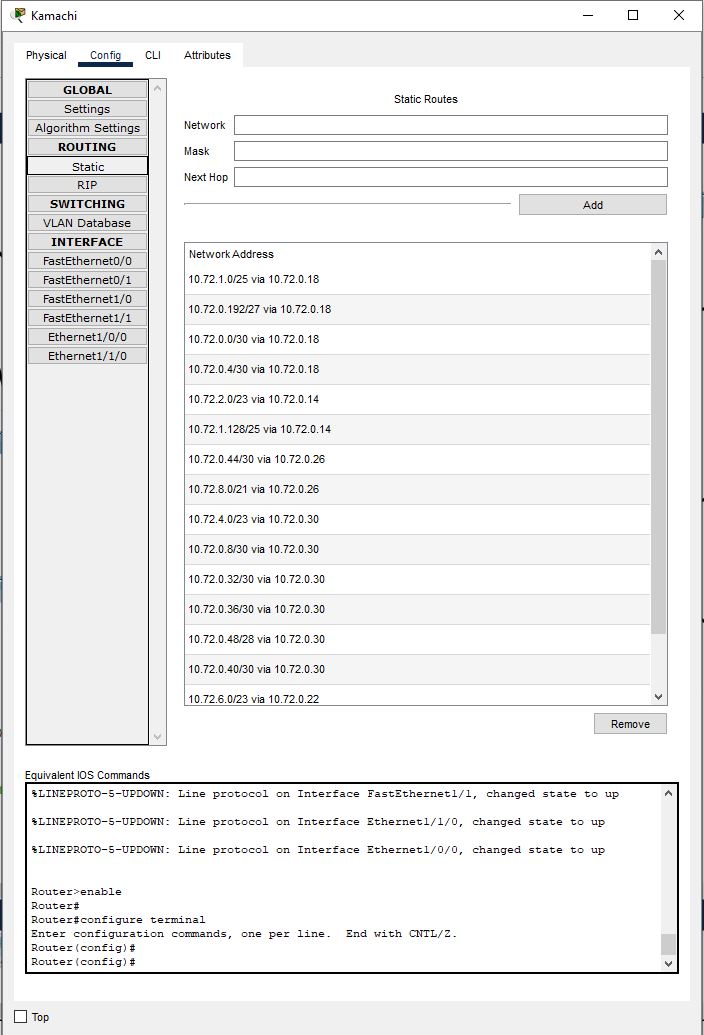 Kamachi
Physical Config CLI Attributes
GLOBAL
Settings
Algorithm Settings
ROUTING
Static
RIP
SWITCHING
VLAN Database
INTERFACE
FastEthernet0/0
FastEthernet0/1
FastEthernet1/0
FastEthernet1/1
Ethernet1/0/0
Ethernet1/1/0
Static Routes
Network
Mask
Next Hop
Add
Network Address
10.72.1.0/25 via 10.72.0.18
10.72.0.192/27 via 10.72.0.18
10.72.0.0/30 via 10.72.0.18
10.72.0.4/30 via 10.72.0.18
10.72.2.0/23 via 10.72.0.14
10.72.1.128/25 via 10.72.0.14
10.72.0.44/30 via 10.72.0.26
10.72.8.0/21 via 10.72.0.26
10.72.4.0/23 via 10.72.0.30
10.72.0.8/30 via 10.72.0.30
10.72.0.32/30 via 10.72.0.30
10.72.0.36/30 via 10.72.0.30
10.72.0.48/28 via 10.72.0.30
10.72.0.40/30 via 10.72.0.30
10.72.6.0/23 via 10.72.0.22
Remove
Equivalent IOS Commands
%LINEPROTO-5-UPDOWN: Line protocol on Interface FastEthernet1/1, changed state to up
%LINEPROTO-5-UPDOWN: Line protocol on Interface Ethernet1/1/0, changed state to up
%LINEPROTO-5-UPDOWN: Line protocol on Interface Ethernet1/0/0, changed state to up
Router>enable
Router#
Router#configure terminal
Enter configuration commands, one per line.  End with CNTL/Z.
Router(config)#
Router(config)#
Top